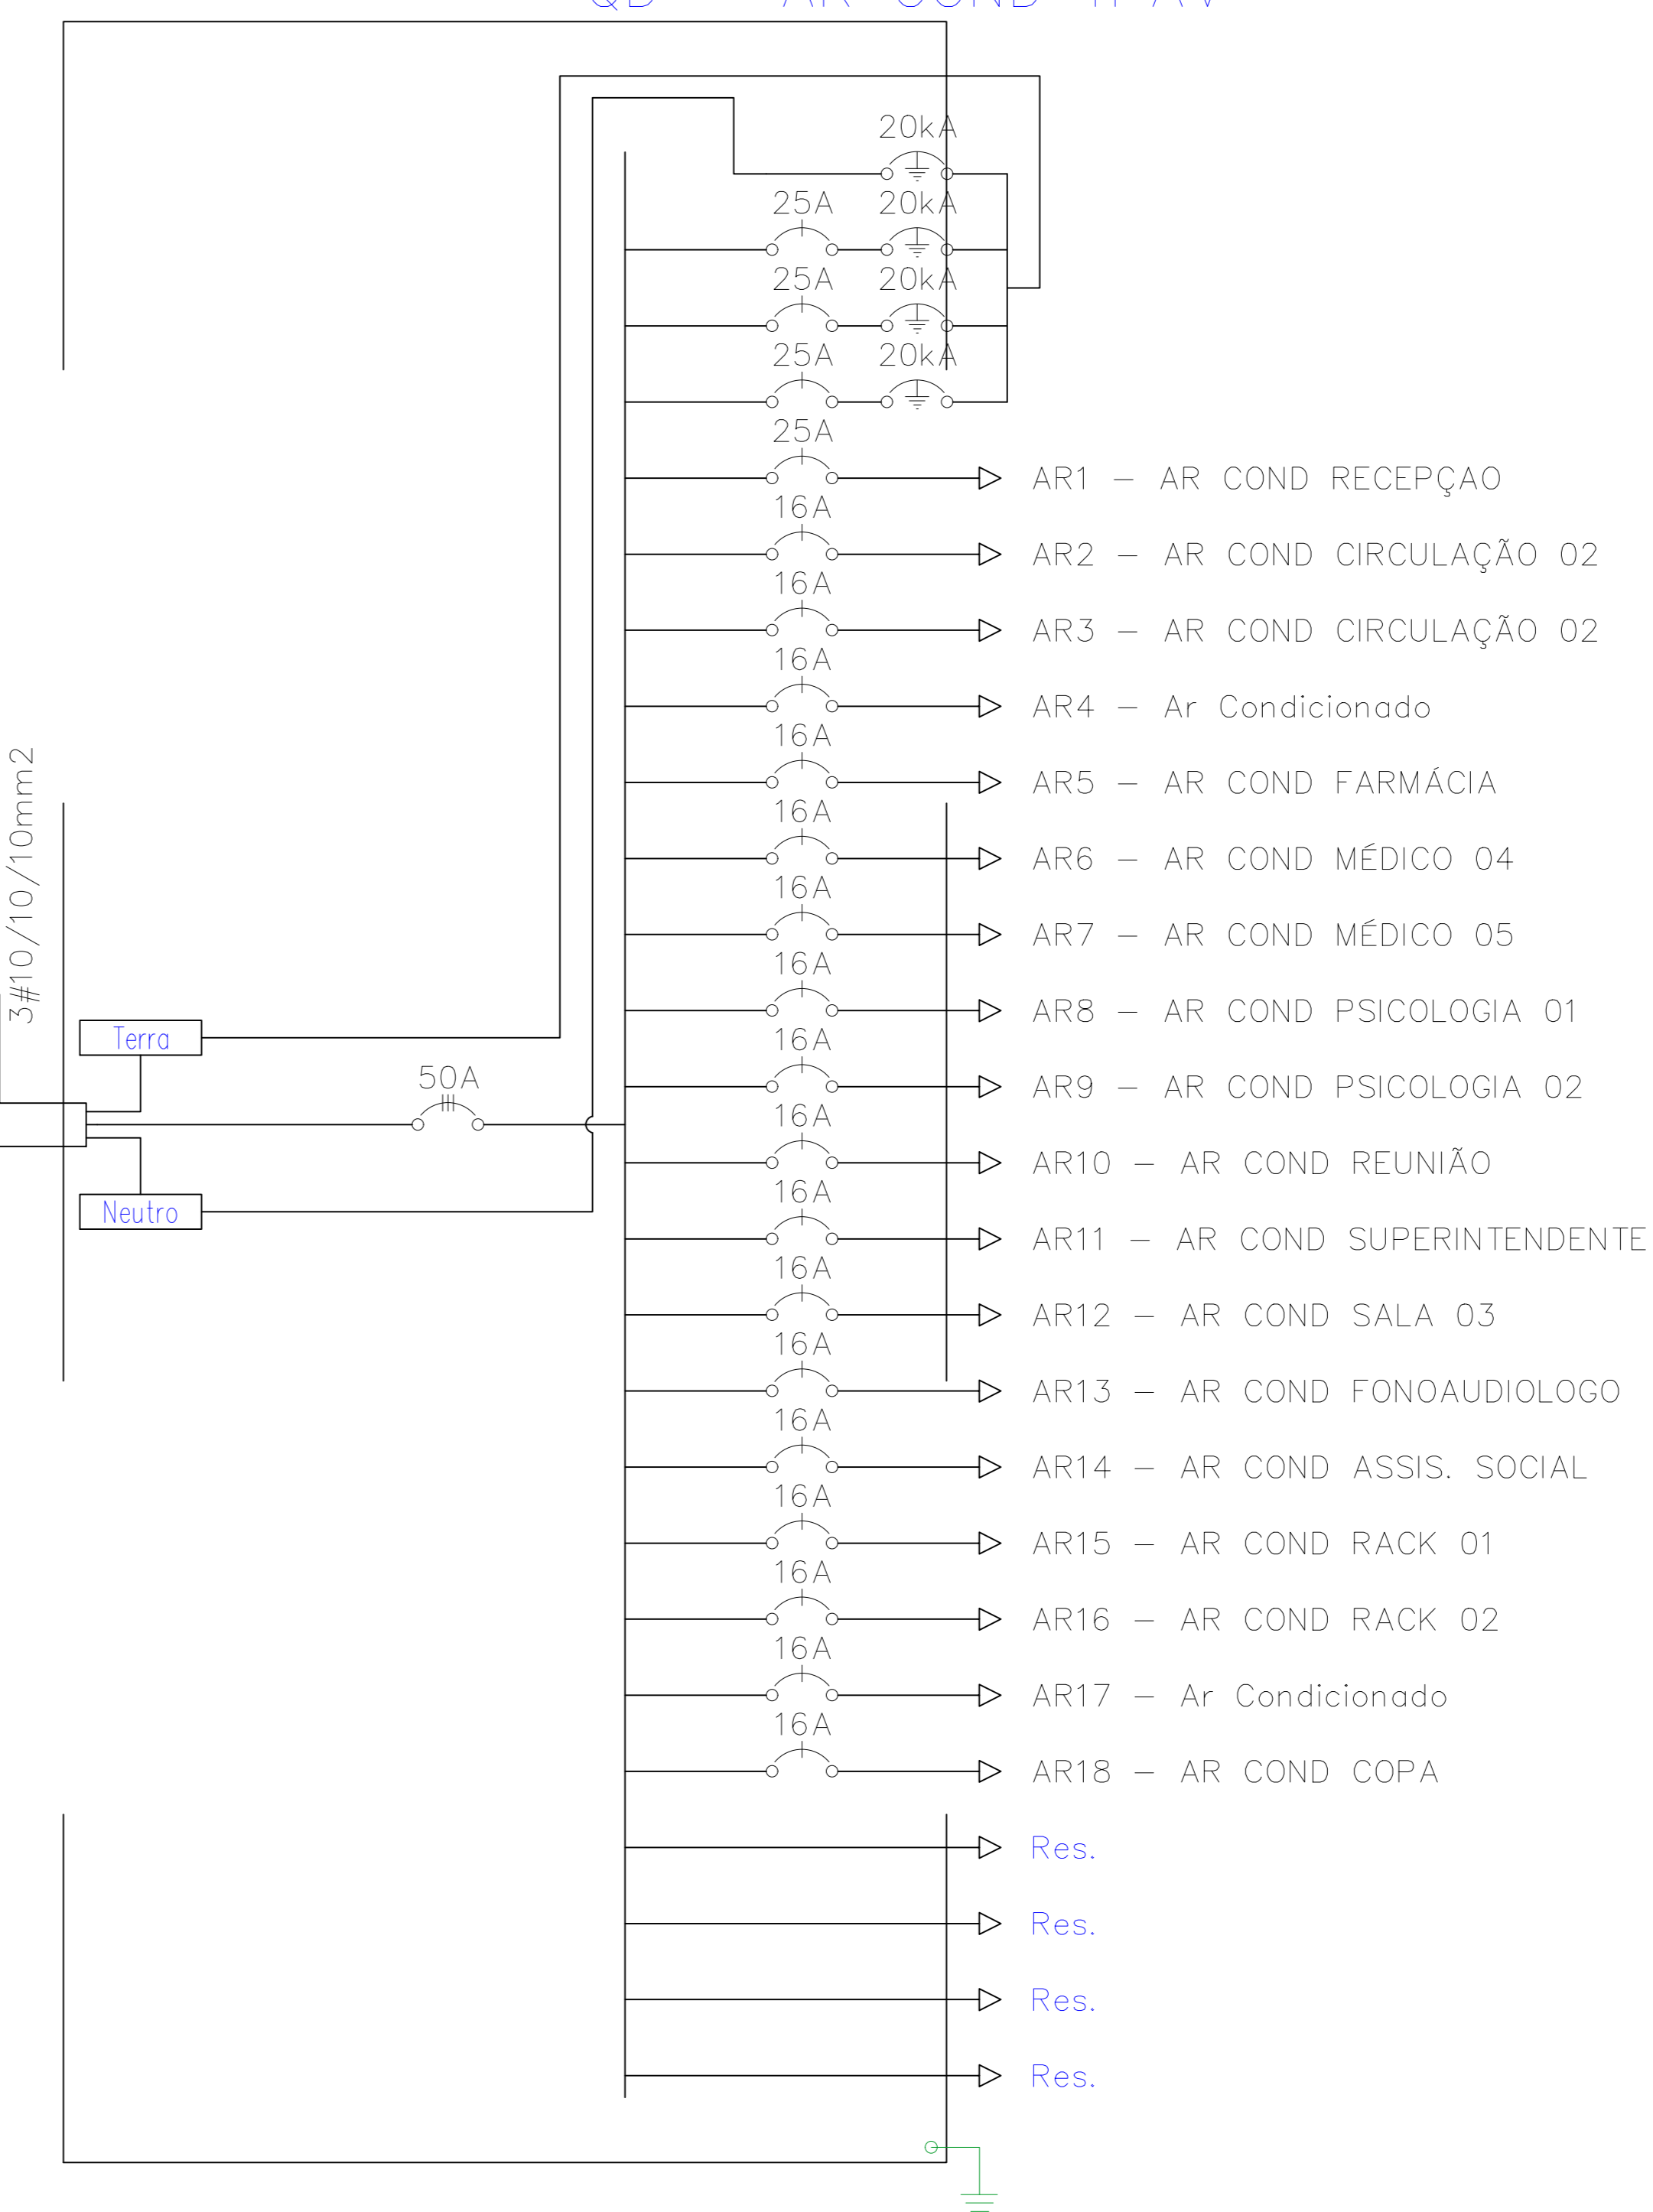 20kA
25A 20kA
25A 20kA
25A 20kA
25A
AR1 – AR COND RECEPÇAO
16A
AR2 – AR COND CIRCULAÇÃO 02
16A
AR3 – AR COND CIRCULAÇÃO 02
16A
AR4 – Ar Condicionado
16A
AR5 – AR COND FARMÁCIA
16A
AR6 – AR COND MÉDICO 04
16A
AR7 – AR COND MÉDICO 05
16A
AR8 – AR COND PSICOLOGIA 01
16A
AR9 – AR COND PSICOLOGIA 02
16A
AR10 – AR COND REUNIÃO
16A
AR11 – AR COND SUPERINTENDENTE
16A
AR12 – AR COND SALA 03
16A
AR13 – AR COND FONOAUDIOLOGO
16A
AR14 – AR COND ASSIS. SOCIAL
16A
AR15 – AR COND RACK 01
16A
AR16 – AR COND RACK 02
16A
AR17 – Ar Condicionado
16A
AR18 – AR COND COPA
Res.
Res.
Res.
Res.
3#10/10/10mm2
Terra
50A
Neutro